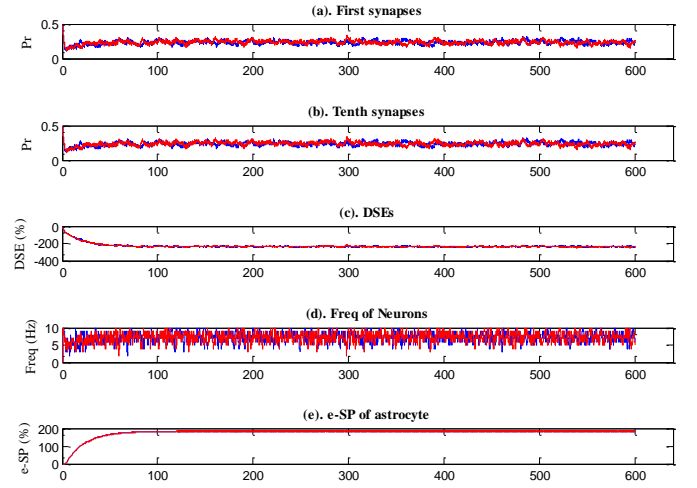 (a). First synapses
Pr
0.5
0
0 100 200 300 400 500 600
(b). Tenth synapses
Pr
0.5
0
0 100 200 300 400 500 600
(c). DSEs
DSE (%)
0
-200
-400
0 100 200 300 400 500 600
(d). Freq of Neurons
Freq (Hz)
10
5
0
0 100 200 300 400 500 600
(e). e-SP of astrocyte
e-SP (%)
200
100
0
0 100 200 300 400 500 600